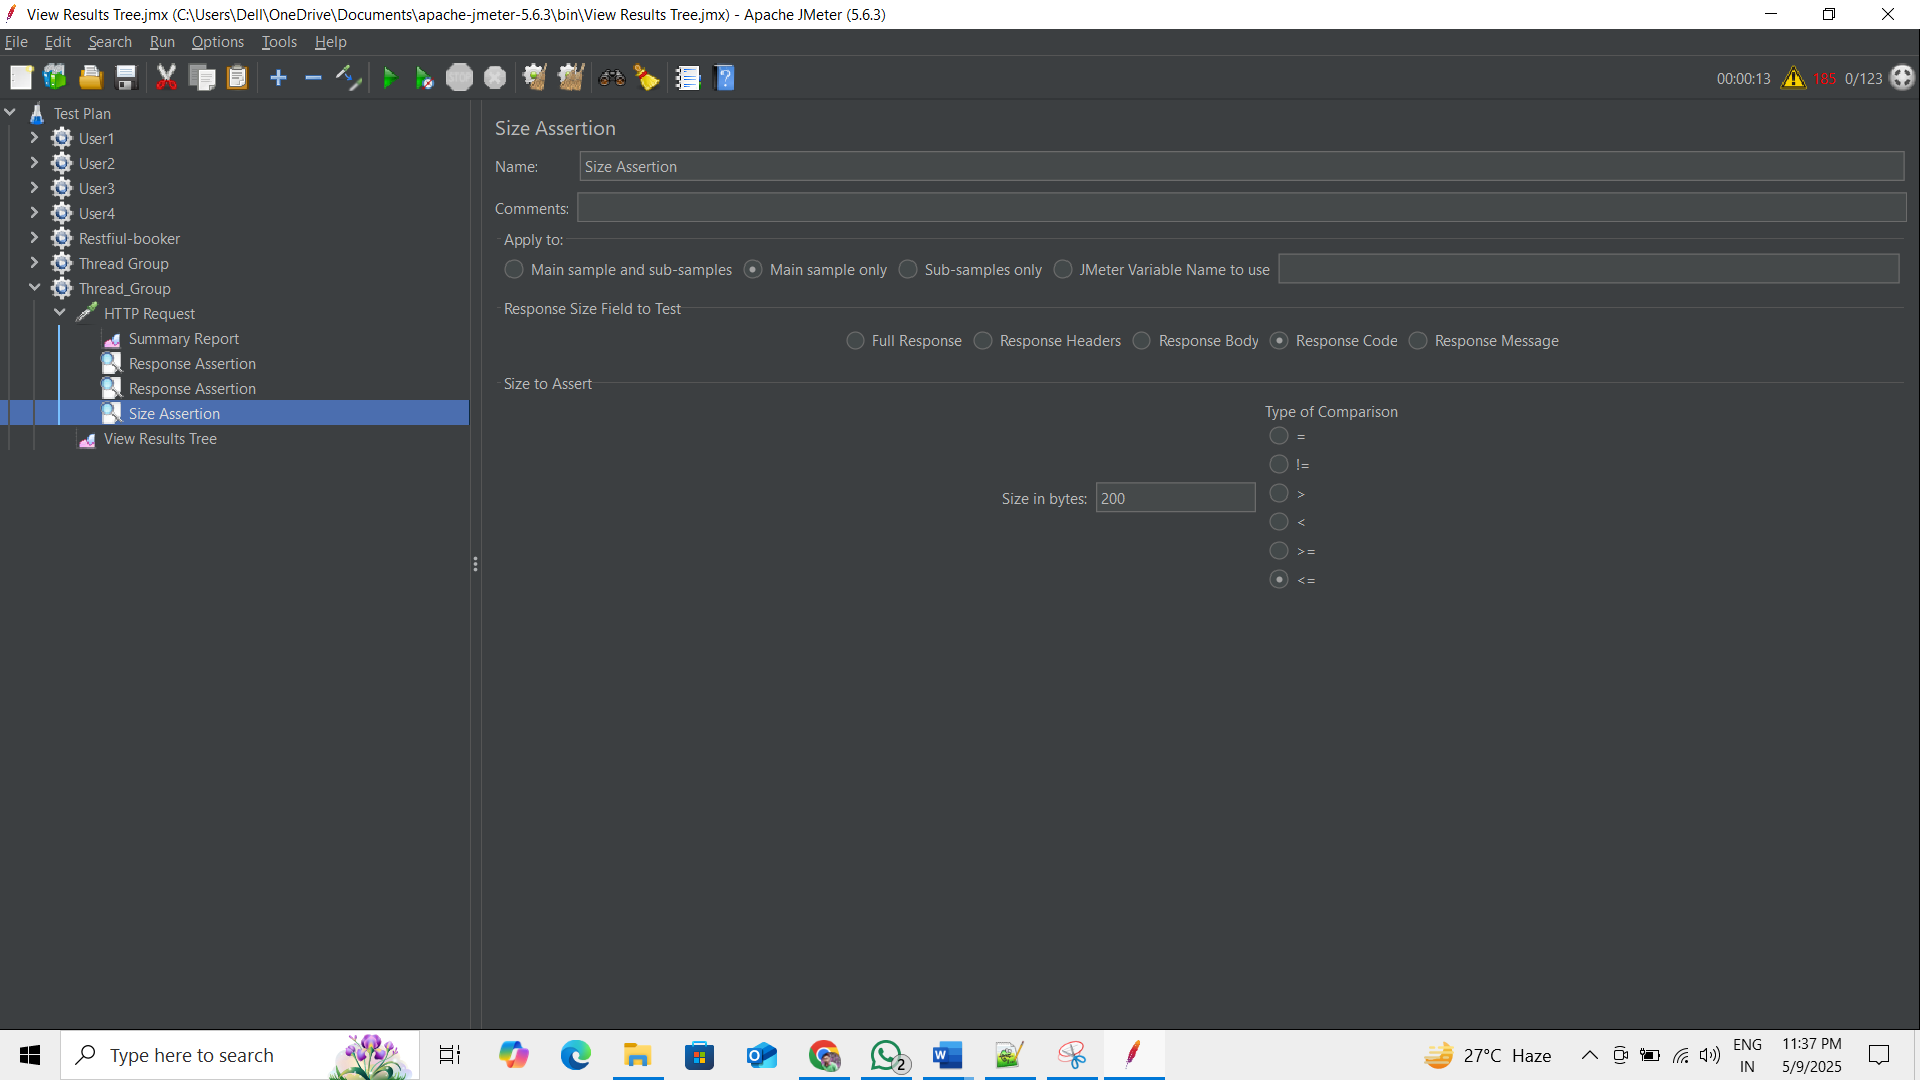 View Results Tree.jmx (C:\Users\Dell\OneDrive\Documents\apache-jmeter-5.6.3\bin\View Results Tree.jmx) - Apache JMeter (5.6.3)
File Edit Search Run Options Tools Help
STOP
00:00:13 185 0/123
Test Plan
User1
User2
User3
User4
Restfiul-booker
Thread Group
Thread_Group
HTTP Request
Summary Report
Response Assertion
Response Assertion
Size Assertion
View Results Tree
Size Assertion
Name: Size Assertion
Comments:
Apply to:
Main sample and sub-samples Main sample only Sub-samples only JMeter Variable Name to use
Response Size Field to Test
Full Response Response Headers Response Body Response Code Response Message
Size to Assert
Type of Comparison
=
!=
Size in bytes: 200
>
<
>=
<=
Type here to search
2
27°C Haze
ENG
IN
11:37 PM
5/9/2025